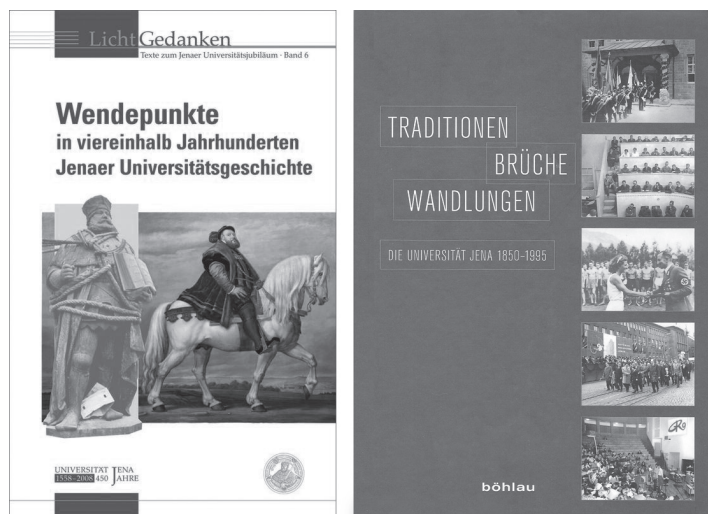 LichtGedanken
Texte zum Jenaer Universitätsjubiläum · Band 6
Wendepunkte
in viereinhalb Jahrhunderten
Jenaer Universitätsgeschichte
UNIVERSITÄT JENA
1558–2008 450 JAHRE
TRADITIONEN
BRÜCHE
WANDLUNGEN
DIE UNIVERSITÄT JENA 1850–1995
böhlau